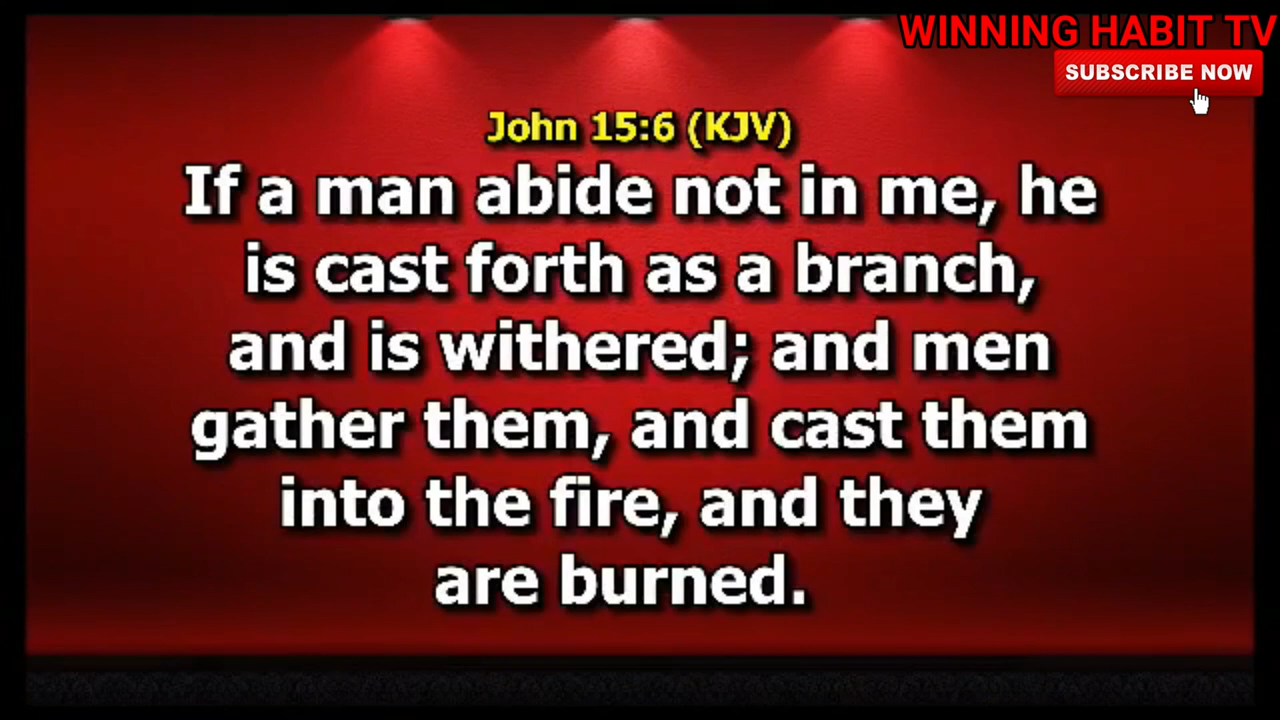 WINNING HABIT TV
SUBSCRIBE NOW
John 15:6 (KJV)
If a man abide not in me, he
is cast forth as a branch,
and is withered; and men
gather them, and cast them
into the fire, and they
are burned.